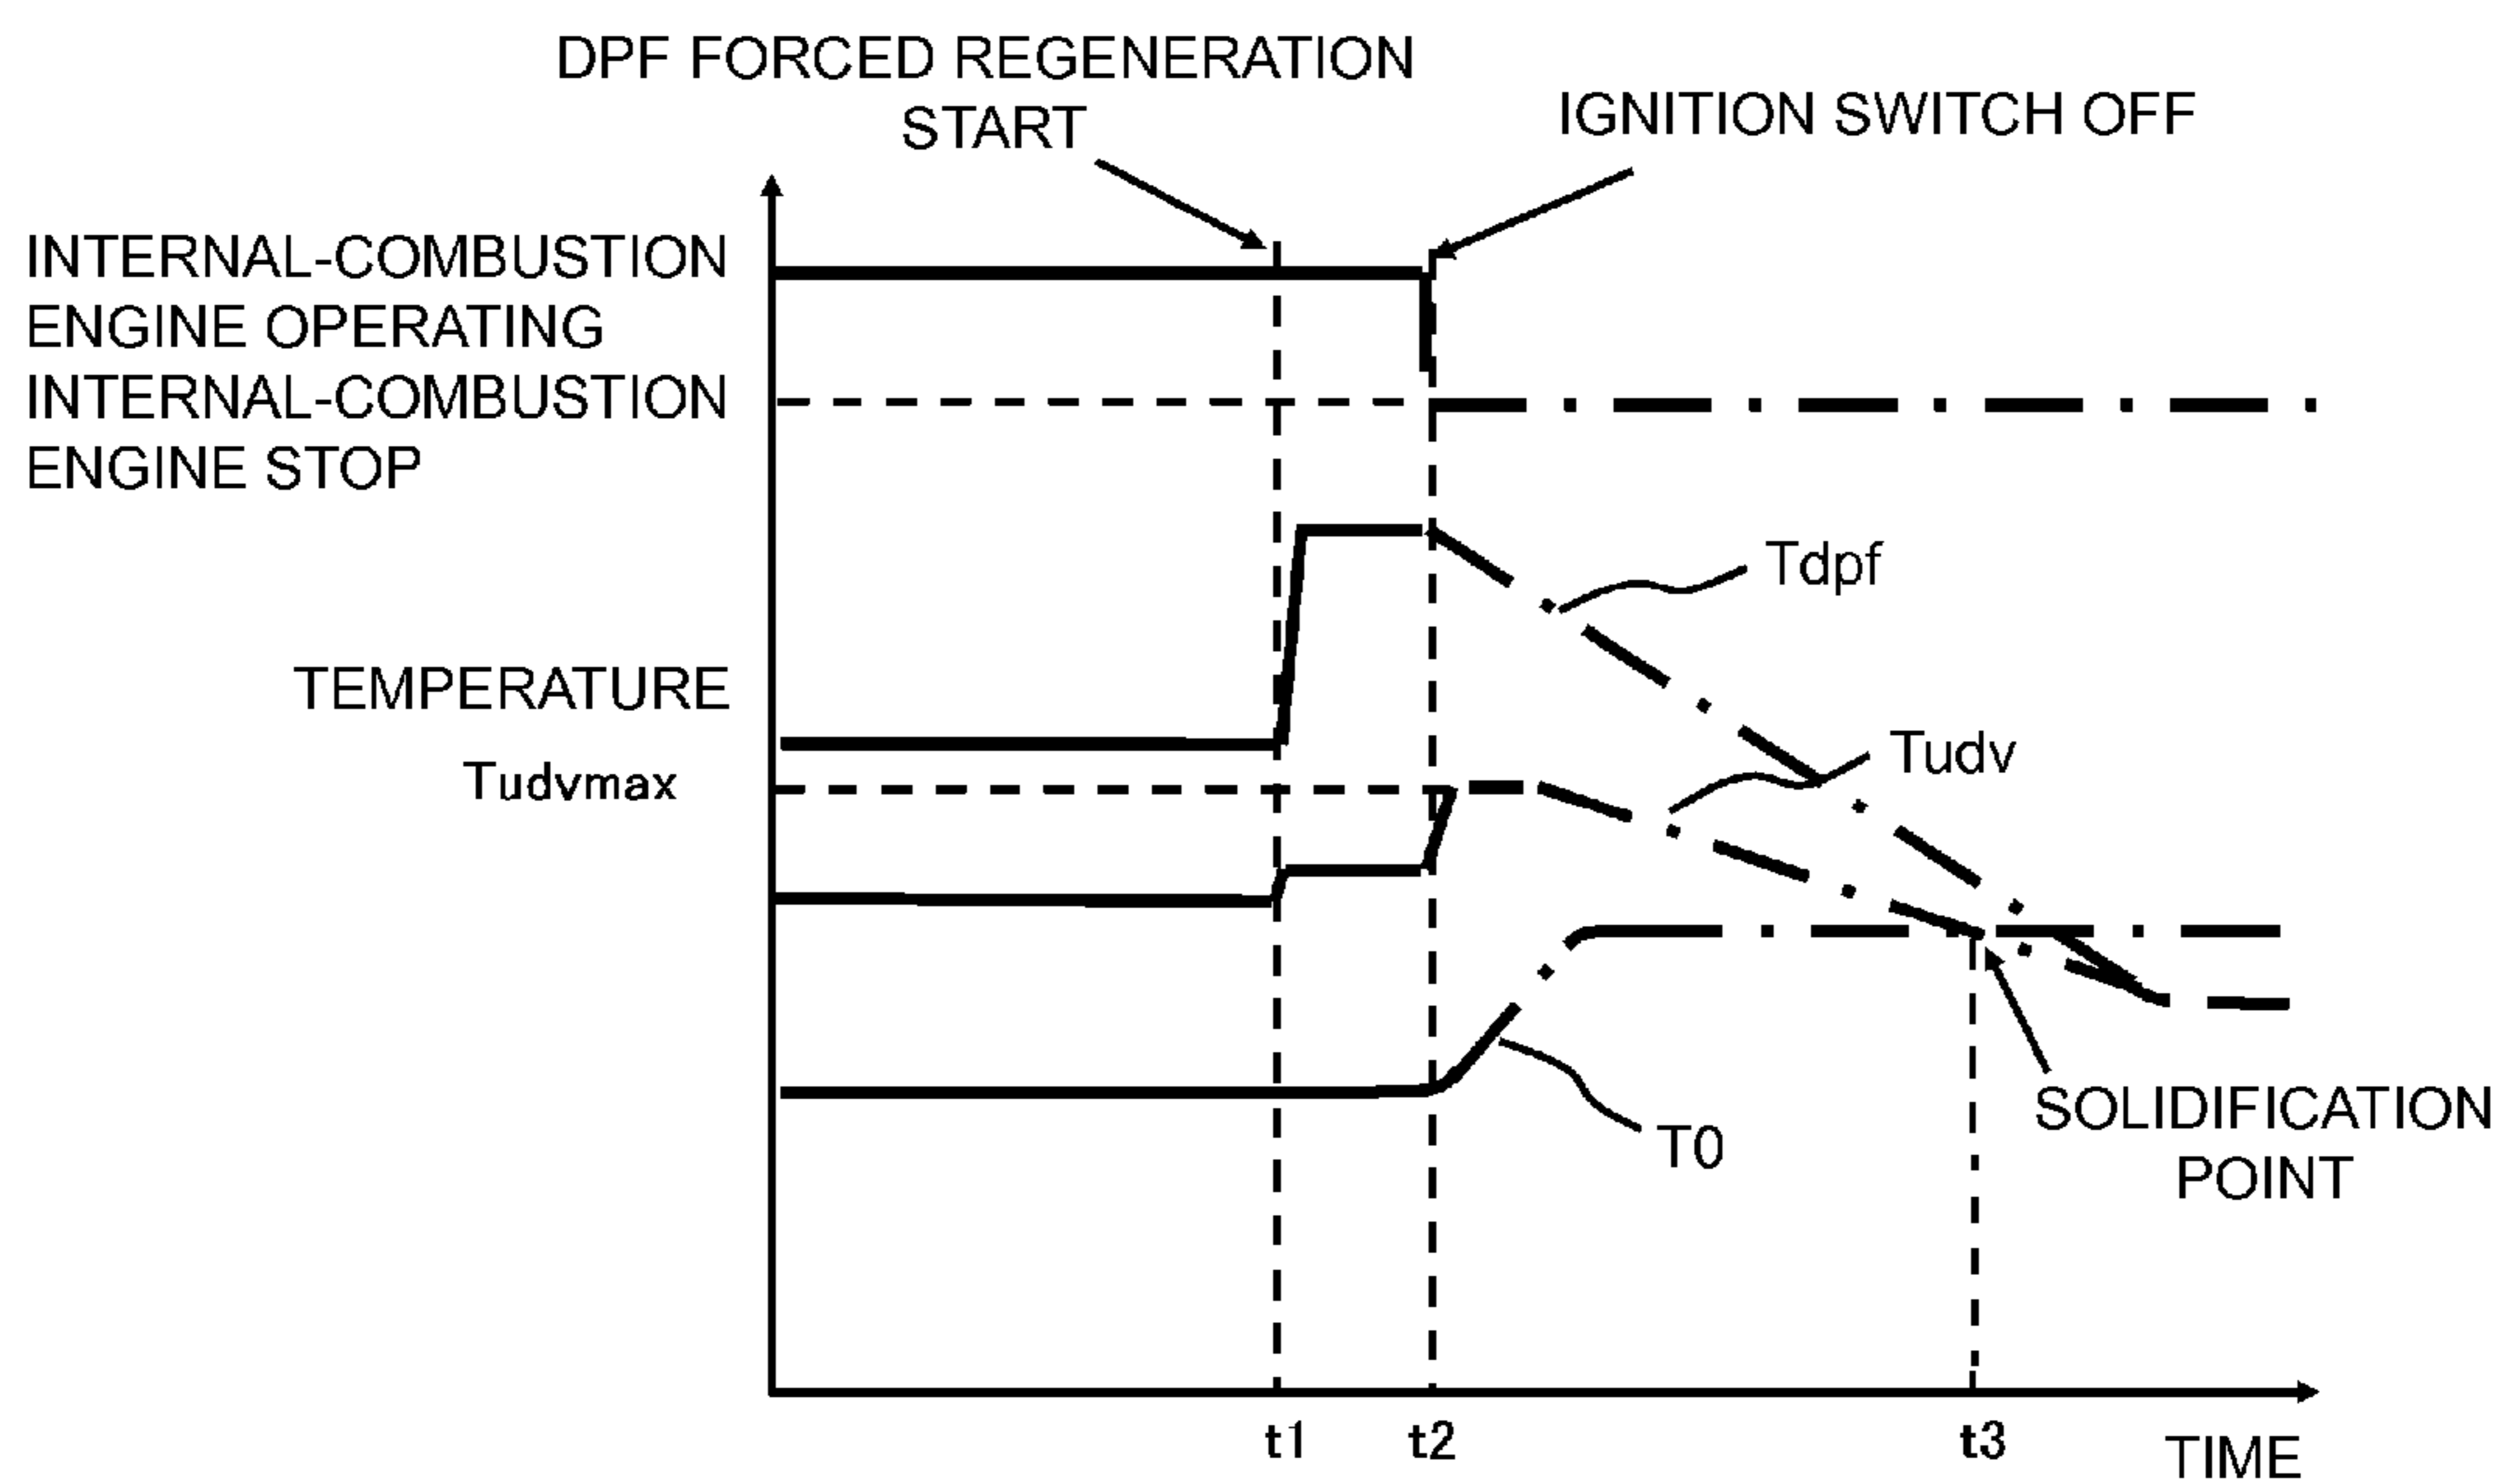 DPF FORCED REGENERATION
START
IGNITION SWITCH OFF
INTERNAL-COMBUSTION
ENGINE OPERATING
INTERNAL-COMBUSTION
ENGINE STOP
Tdpf
TEMPERATURE
Tudv
Tudvmax
SOLIDIFICATION
POINT
T0
t1
t2
t3
TIME